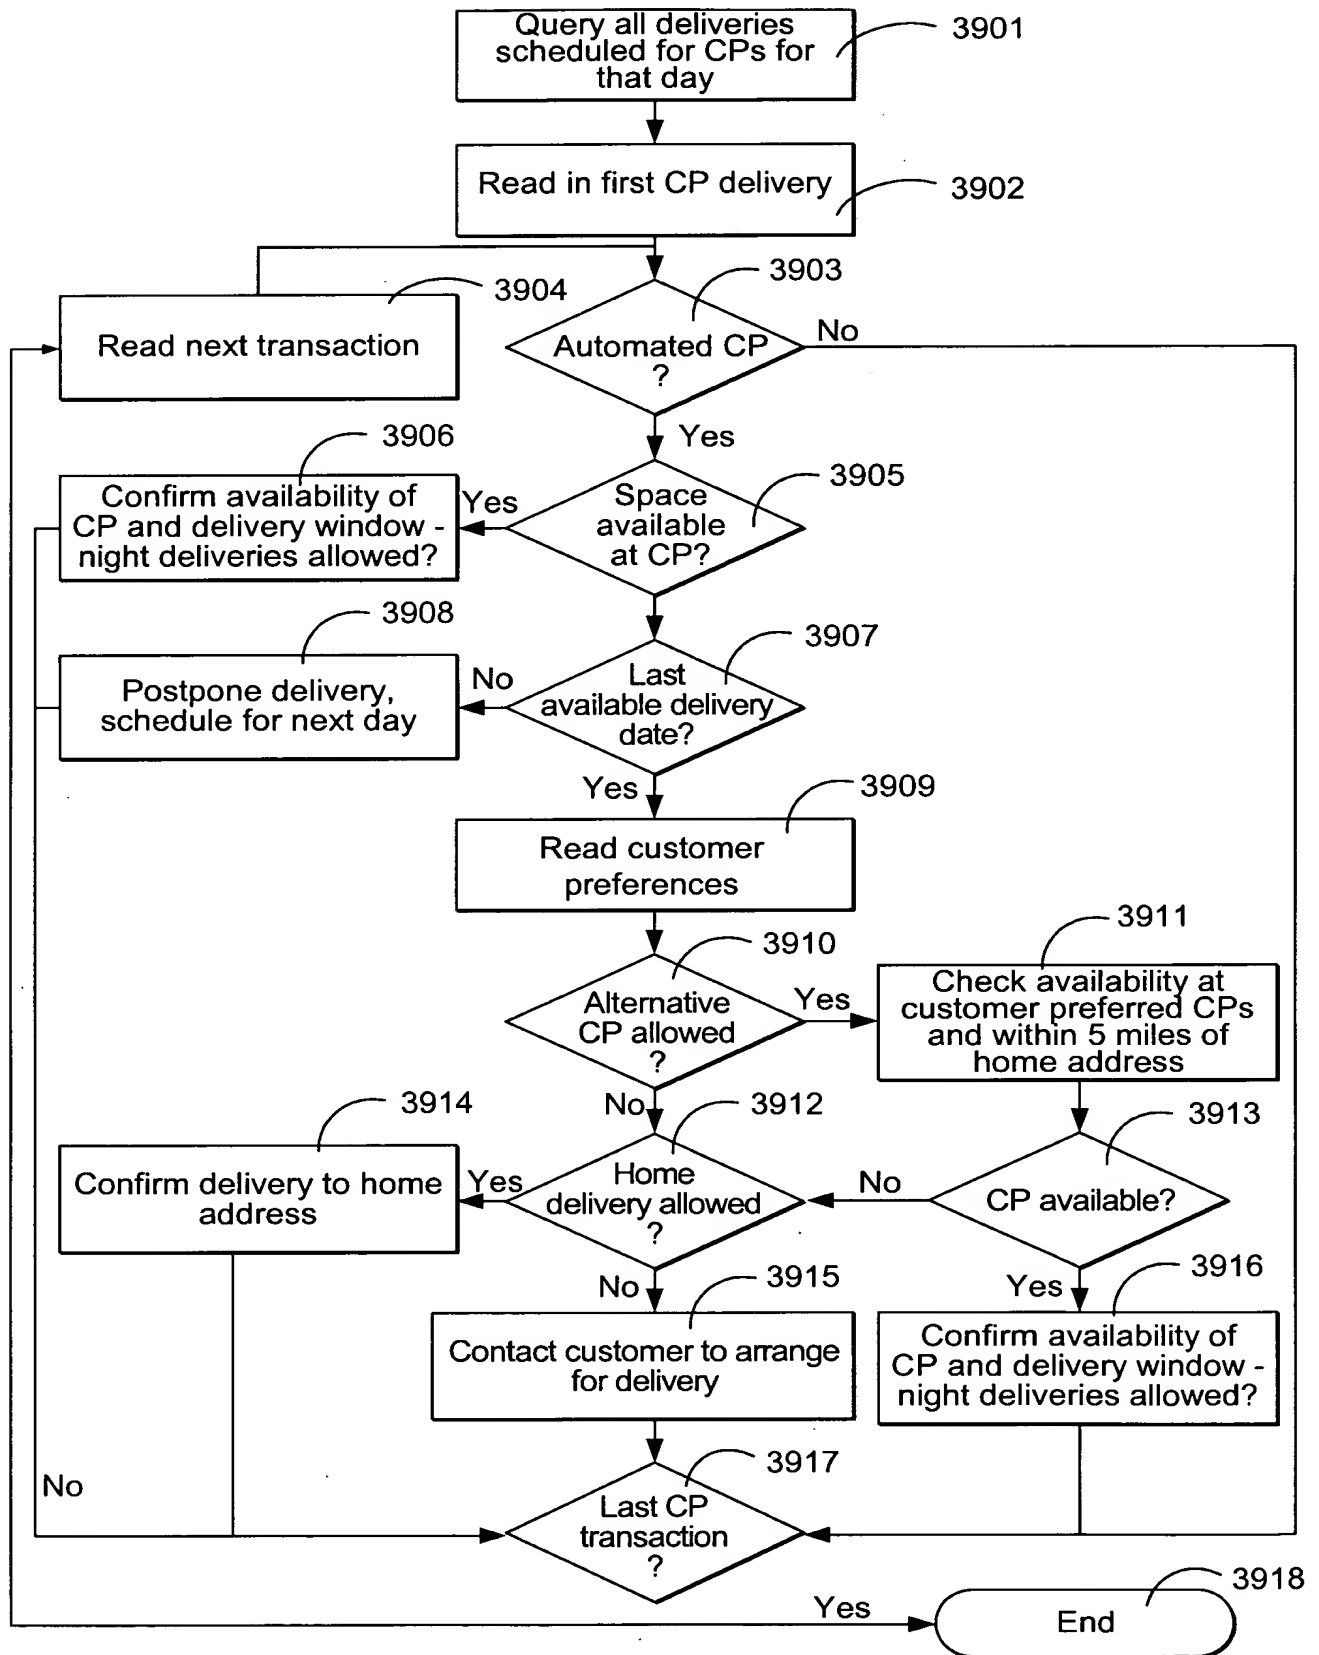 Query all deliveries
scheduled for CPs for
that day
3901
Read in first CP delivery
3902
3903
Automated CP
?
No
Yes
3904
Read next transaction
3905
Space
available
at CP?
Yes
3906
Confirm availability of
CP and delivery window -
night deliveries allowed?
3907
Last
available delivery
date?
No
Yes
3908
Postpone delivery,
schedule for next day
3909
Read customer
preferences
3910
Alternative
CP allowed
?
Yes
No
3911
Check availability at
customer preferred CPs
and within 5 miles of
home address
3912
Home
delivery allowed
?
Yes
No
3913
CP available?
No
Yes
3914
Confirm delivery to home
address
3915
Contact customer to arrange
for delivery
3916
Confirm availability of
CP and delivery window -
night deliveries allowed?
3917
Last CP
transaction
?
No
Yes
3918
End